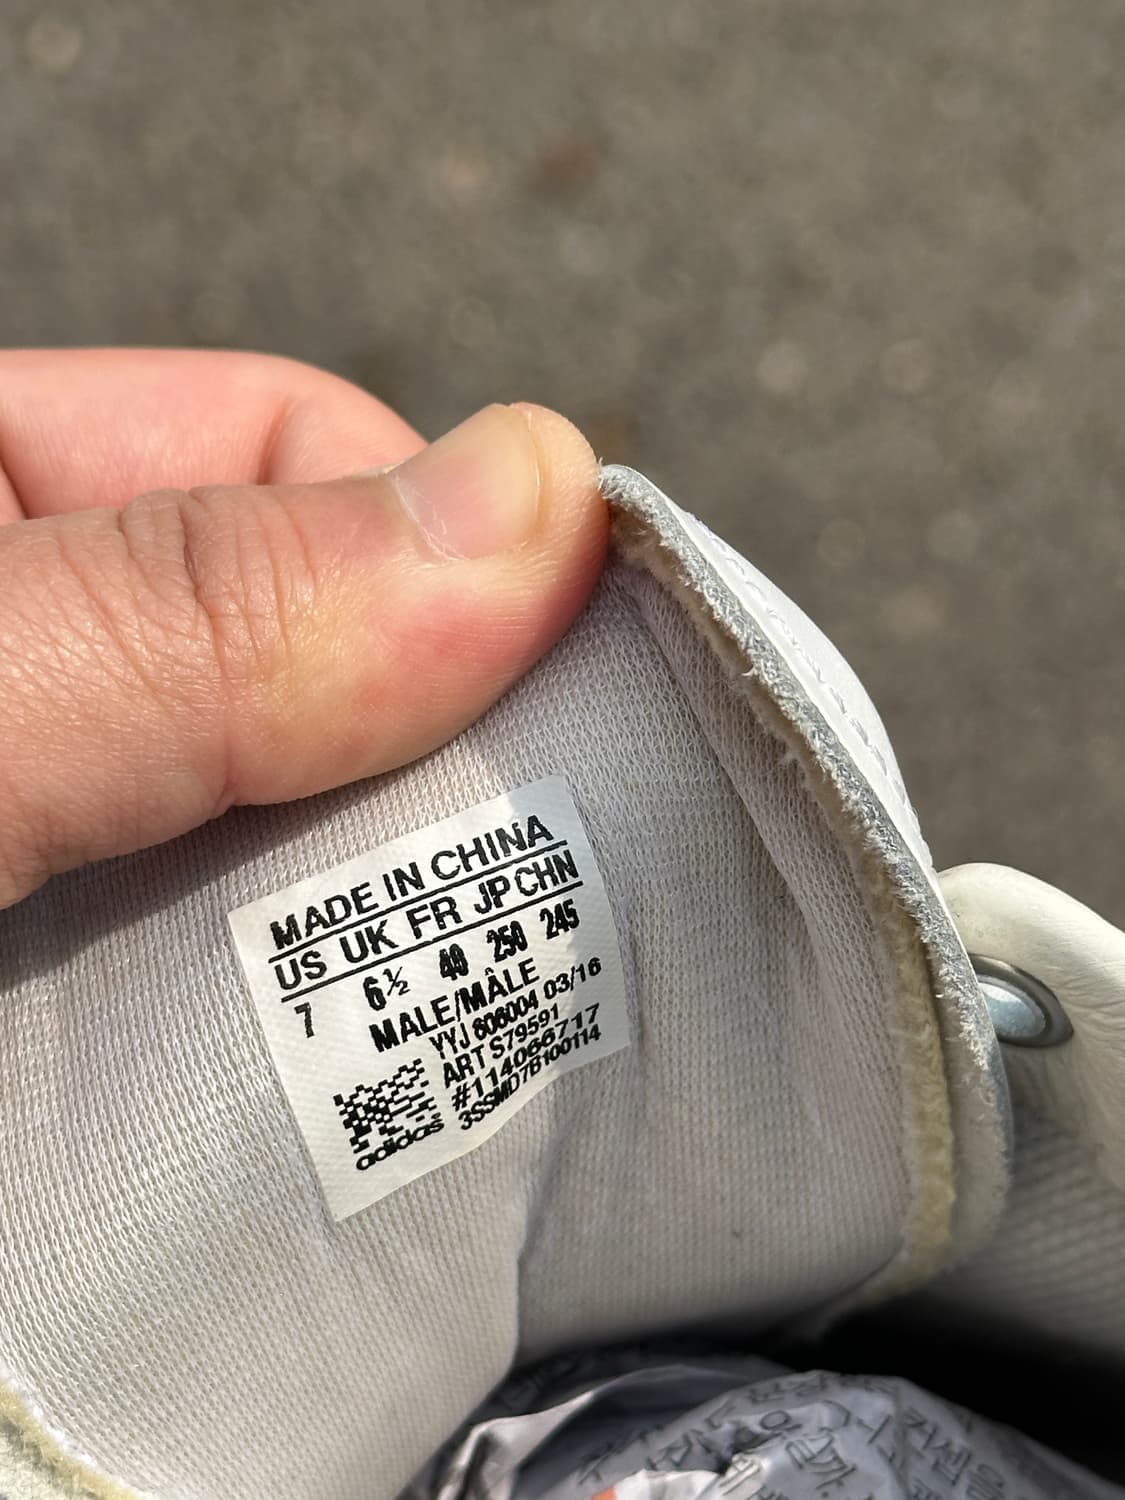 MADE IN CHINA
US UK FR JP CHN
7 6½ 40 250 245
MALE/MÂLE
YYJ 606004 03/16
ART S79591
#114066717
3SSMD7B100114
adidas